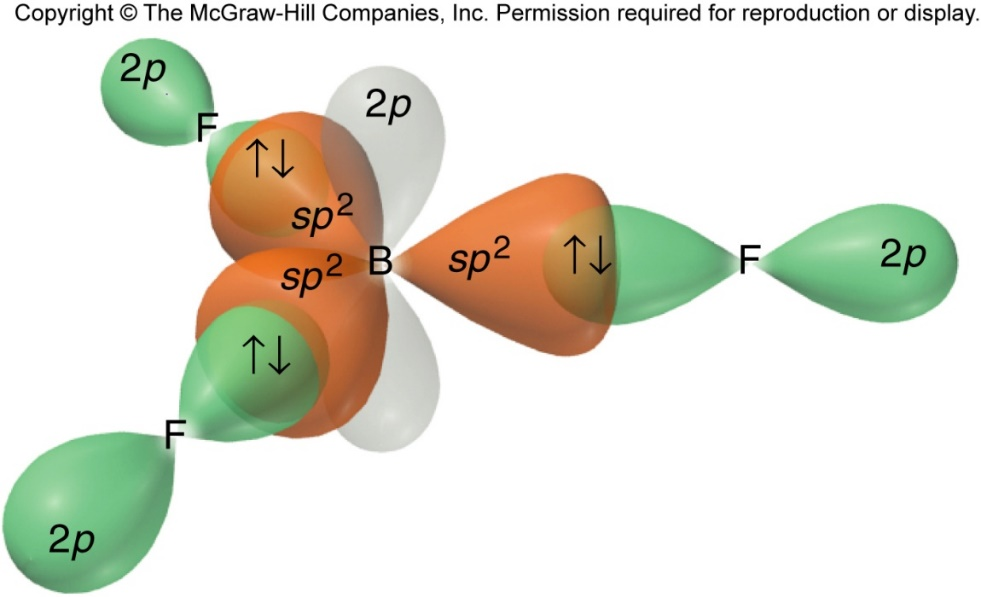 Copyright © The McGraw-Hill Companies, Inc. Permission required for reproduction or display.
2p
2p
F
↑↓
sp²
sp² B sp² ↑↓ F 2p
↑↓
F
2p